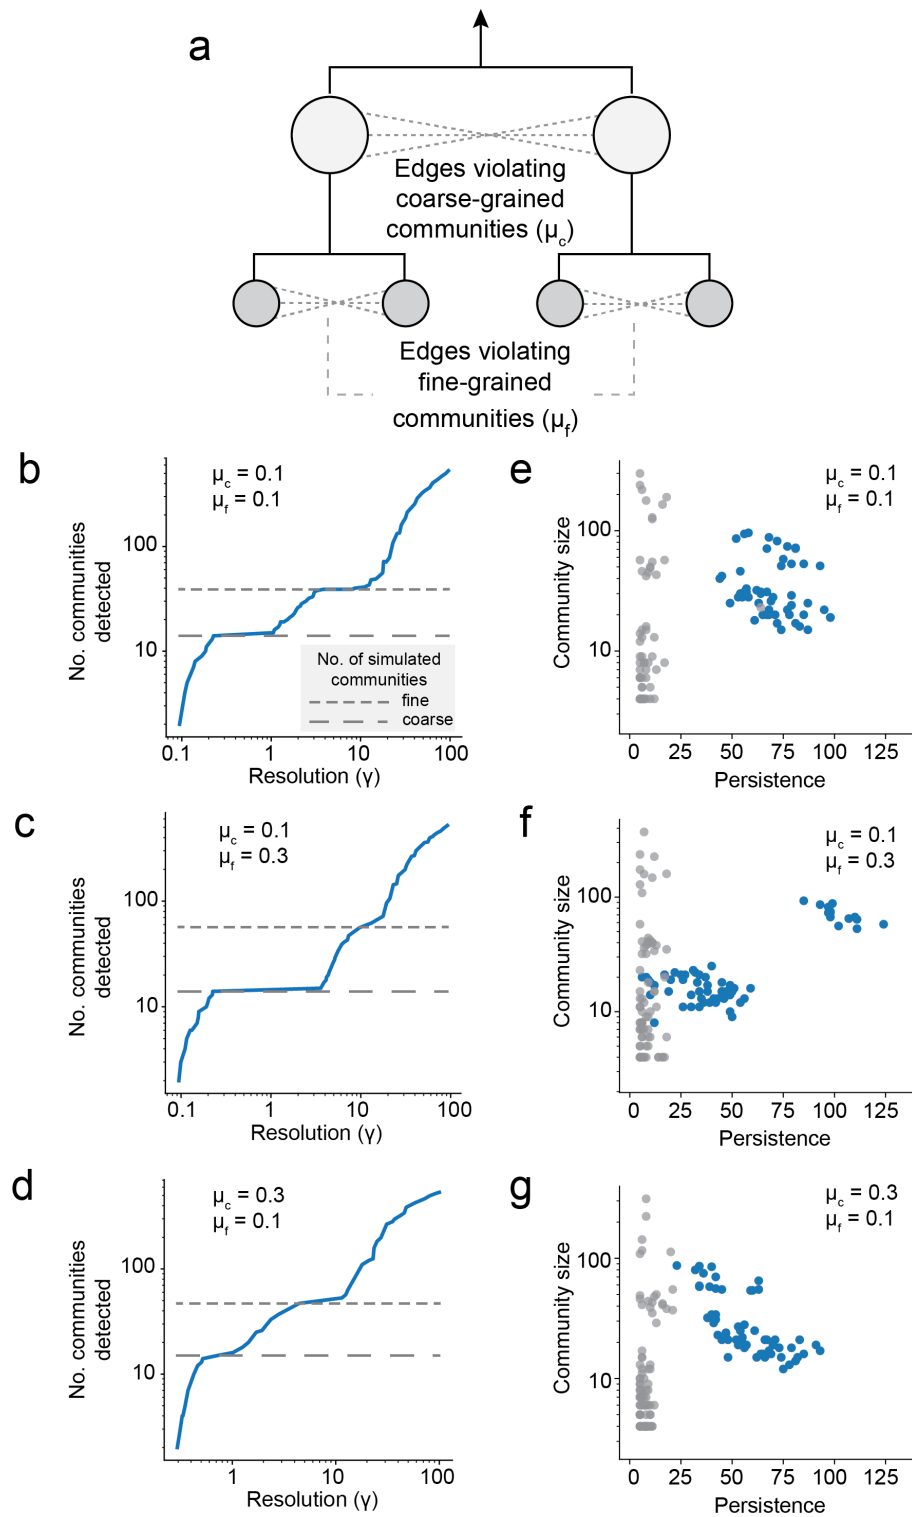 a
Edges violating
coarse-grained
communities (μc)
Edges violating
fine-grained
communities (μf)
b
μc = 0.1
μf = 0.1
No. communities
detected
100
10
No. of simulated
communities
fine
coarse
0.1 1 10 100
Resolution (γ)
e
μc = 0.1
μf = 0.1
Community size
100
10
0 25 50 75 100 125
Persistence
c
μc = 0.1
μf = 0.3
No. communities
detected
100
10
0.1 1 10 100
Resolution (γ)
f
μc = 0.1
μf = 0.3
Community size
100
10
0 25 50 75 100 125
Persistence
d
μc = 0.3
μf = 0.1
No. communities
detected
100
10
1 10 100
Resolution (γ)
g
μc = 0.3
μf = 0.1
Community size
100
10
0 25 50 75 100 125
Persistence